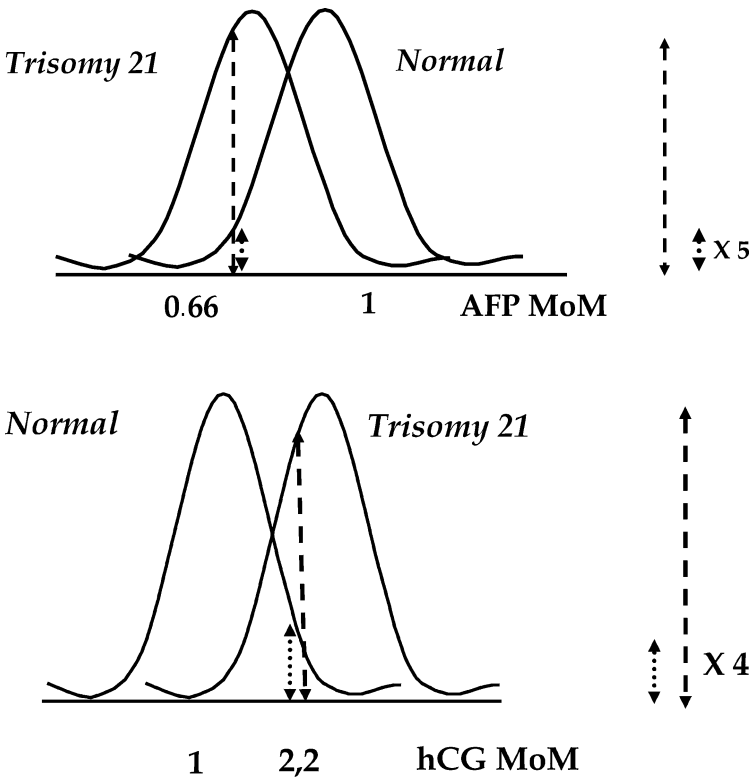 Trisomy 21
Normal
X 5
0.66
1
AFP MoM
Normal
Trisomy 21
X 4
1
2,2
hCG MoM